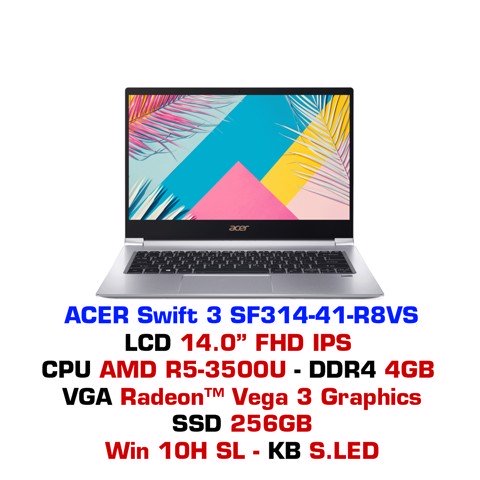 acer
ACER Swift 3 SF314-41-R8VS
LCD 14.0” FHD IPS
CPU AMD R5-3500U - DDR4 4GB
VGA Radeon™ Vega 3 Graphics
SSD 256GB
Win 10H SL - KB S.LED